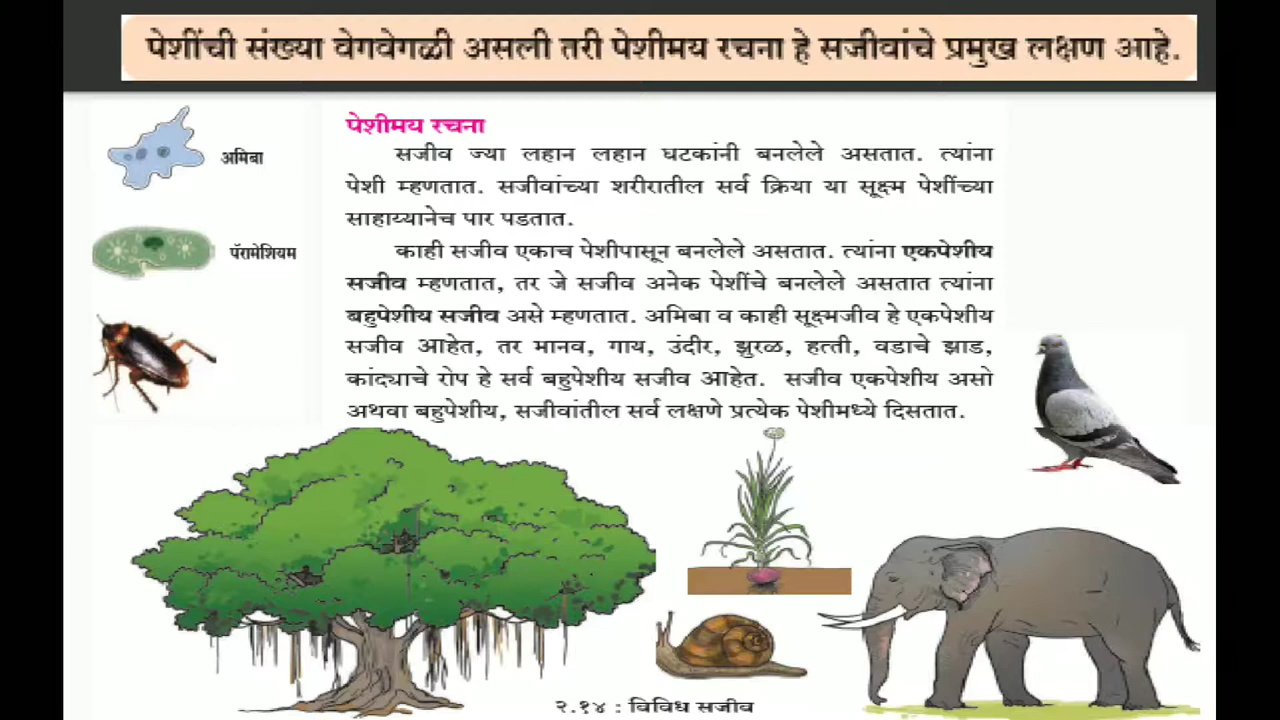 पेशींची संख्या वेगवेगळी असली तरी पेशीमय रचना हे सजीवांचे प्रमुख लक्षण आहे.
अमिबा
पॅरामेशियम
पेशीमय रचना
सजीव ज्या लहान लहान घटकांनी बनलेले असतात. त्यांना
पेशी म्हणतात. सजीवांच्या शरीरातील सर्व क्रिया या सूक्ष्म पेशींच्या
साहाय्यानेच पार पडतात.
काही सजीव एकाच पेशीपासून बनलेले असतात. त्यांना एकपेशीय
सजीव म्हणतात, तर जे सजीव अनेक पेशींचे बनलेले असतात त्यांना
बहुपेशीय सजीव असे म्हणतात. अमिबा व काही सूक्ष्मजीव हे एकपेशीय
सजीव आहेत, तर मानव, गाय, उंदीर, झुरळ, हत्ती, वडाचे झाड,
कांद्याचे रोप हे सर्व बहुपेशीय सजीव आहेत. सजीव एकपेशीय असो
अथवा बहुपेशीय, सजीवांतील सर्व लक्षणे प्रत्येक पेशीमध्ये दिसतात.
२.१४ : विविध सजीव